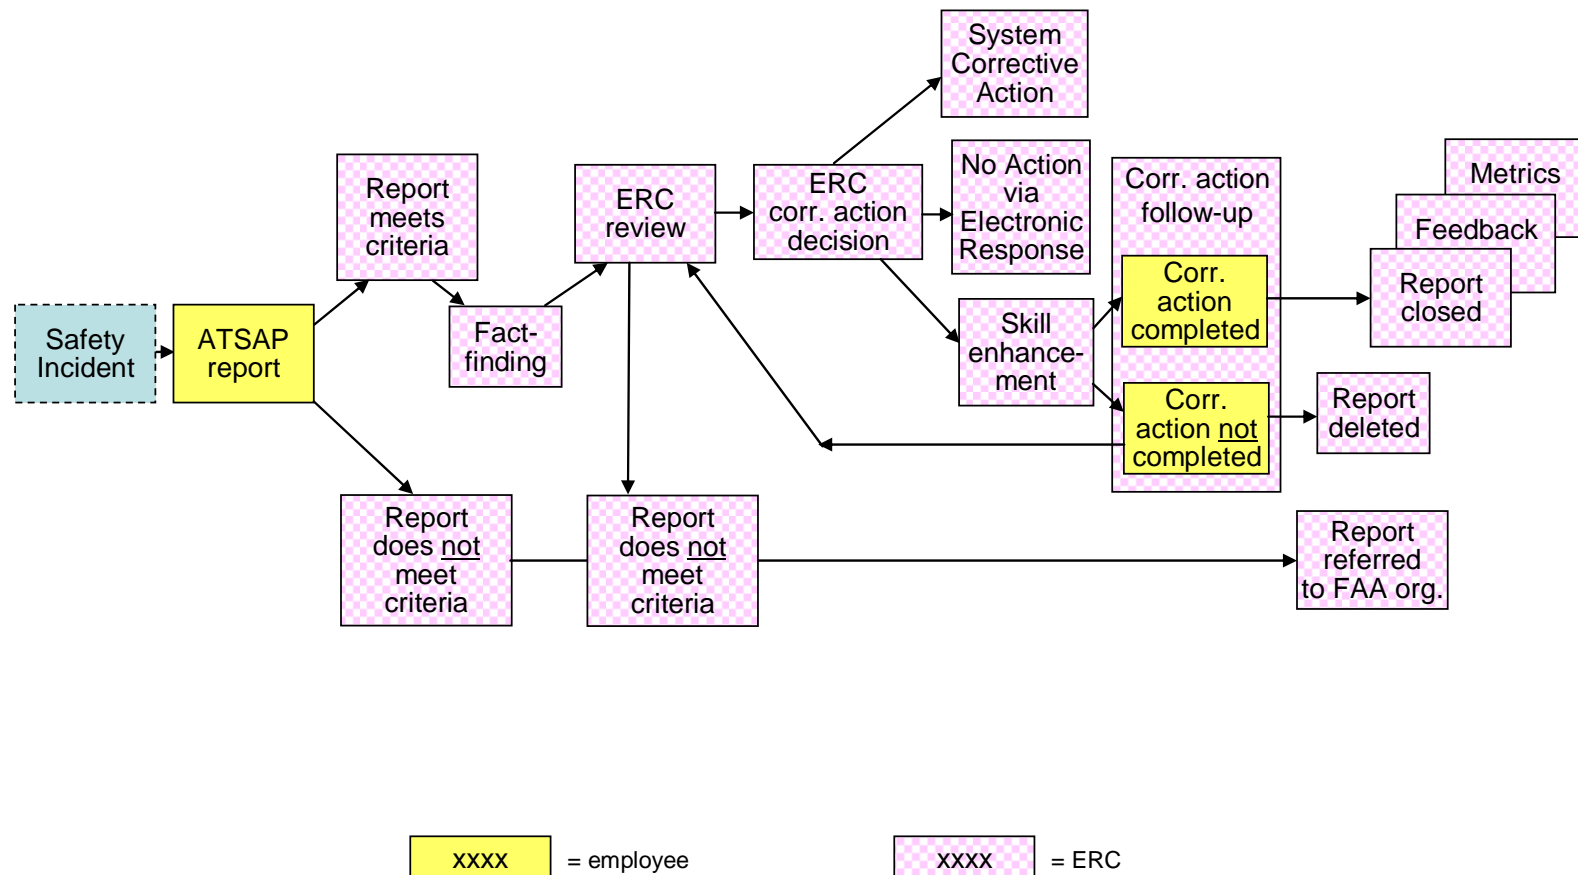 System
Corrective
Action
Report
meets
criteria
ERC
review
ERC
corr. action
decision
No Action
via
Electronic
Response
Corr. action
follow-up
Metrics
Feedback
Report
closed
Safety
Incident
ATSAP
report
Fact-
finding
Skill
enhance-
ment
Corr.
action
completed
Corr.
action not
completed
Report
deleted
Report
does not
meet
criteria
Report
does not
meet
criteria
Report
referred
to FAA org.
xxxx = employee
xxxx = ERC